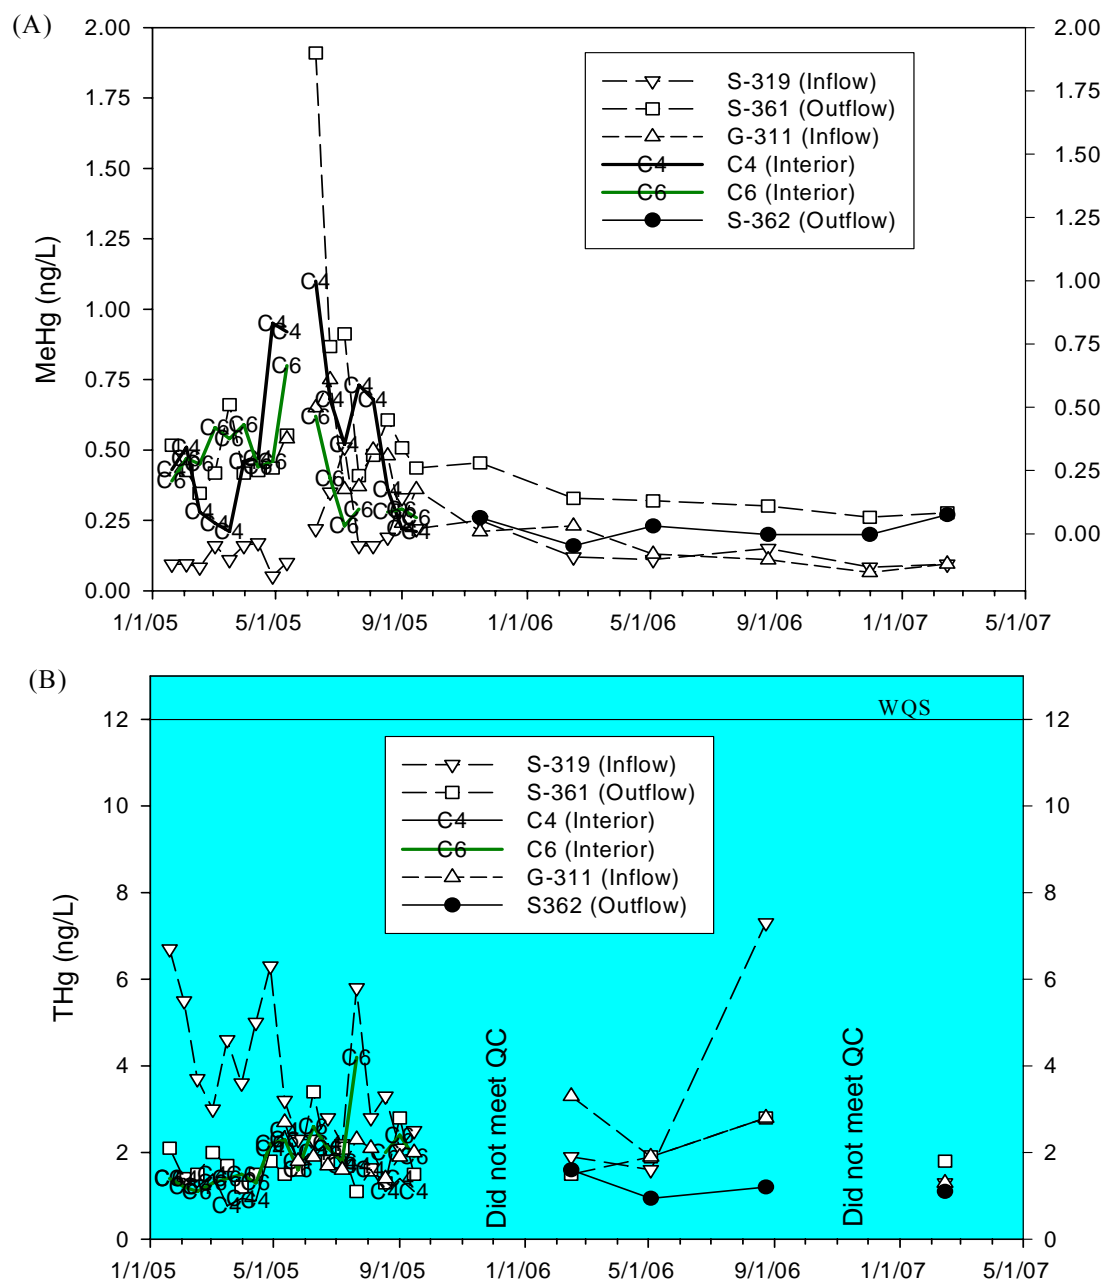 (A)
2.00 2.00
1.75 1.75
1.50 1.50
1.25 1.25
1.00 1.00
0.75 0.75
0.50 0.50
0.25 0.25
0.00 0.00
MeHg (ng/L)
S-319 (Inflow)
S-361 (Outflow)
G-311 (Inflow)
C4 C4 (Interior)
C6 C6 (Interior)
S-362 (Outflow)
1/1/05 5/1/05 9/1/05 1/1/06 5/1/06 9/1/06 1/1/07 5/1/07
(B)
WQS
12 12
10 10
8 8
6 6
4 4
2 2
0 0
THg (ng/L)
S-319 (Inflow)
S-361 (Outflow)
C4 C4 (Interior)
C6 C6 (Interior)
G-311 (Inflow)
S362 (Outflow)
Did not meet QC
Did not meet QC
1/1/05 5/1/05 9/1/05 1/1/06 5/1/06 9/1/06 1/1/07 5/1/07